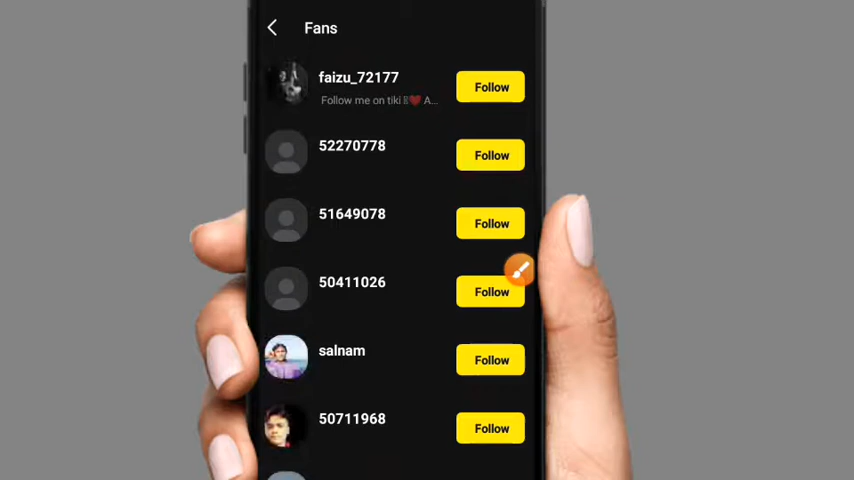 Fans
faizu_72177
Follow me on tiki ❤️ A...
Follow
52270778
Follow
51649078
Follow
50411026
Follow
salnam
Follow
50711968
Follow